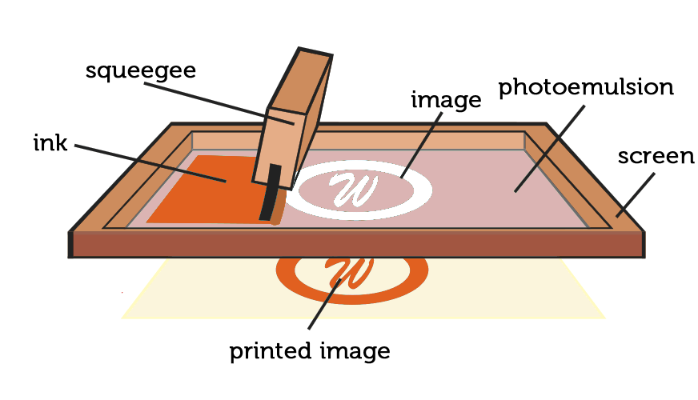 squeegee
photoemulsion
image
ink
screen
W
W
printed image